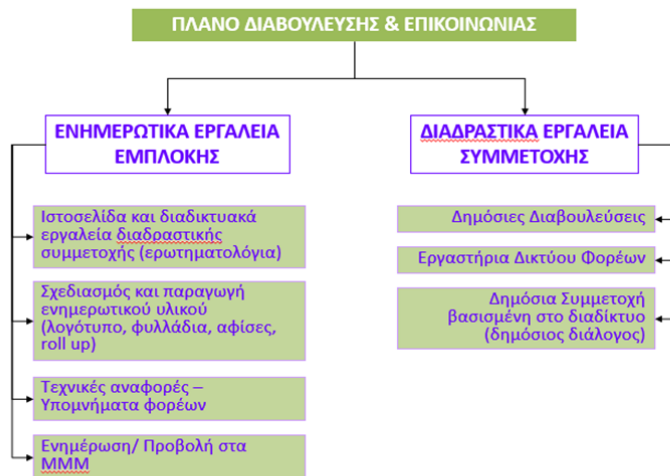 ΠΛΑΝΟ ΔΙΑΒΟΥΛΕΥΣΗΣ & ΕΠΙΚΟΙΝΩΝΙΑΣ
ΕΝΗΜΕΡΩΤΙΚΑ ΕΡΓΑΛΕΙΑ
ΕΜΠΛΟΚΗΣ
Ιστοσελίδα και διαδικτυακά
εργαλεία διαδραστικής
συμμετοχής (ερωτηματολόγια)
Σχεδιασμός και παραγωγή
ενημερωτικού υλικού
(λογότυπο, φυλλάδια, αφίσες,
roll up)
Τεχνικές αναφορές –
Υπομνήματα φορέων
Ενημέρωση/ Προβολή στα
ΜΜΜ
ΔΙΑΔΡΑΣΤΙΚΑ ΕΡΓΑΛΕΙΑ
ΣΥΜΜΕΤΟΧΗΣ
Δημόσιες Διαβουλεύσεις
Εργαστήρια Δικτύου Φορέων
Δημόσια Συμμετοχή
βασισμένη στο διαδίκτυο
(δημόσιος διάλογος)